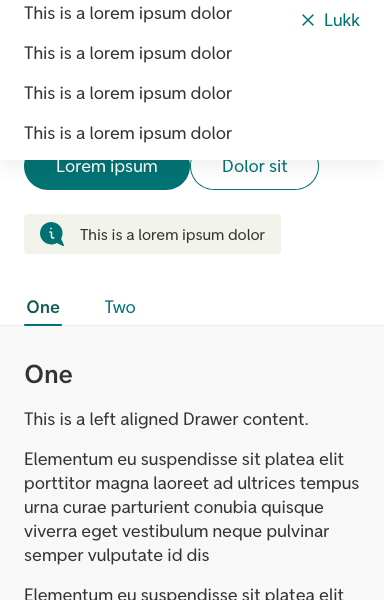 This is a lorem ipsum dolor
Lukk
This is a lorem ipsum dolor
This is a lorem ipsum dolor
This is a lorem ipsum dolor
Lorem ipsum
Dolor sit
This is a lorem ipsum dolor
One
Two
One
This is a left aligned Drawer content.
Elementum eu suspendisse sit platea elit
porttitor magna laoreet ad ultrices tempus
urna curae parturient conubia quisque
viverra eget vestibulum neque pulvinar
semper vulputate id dis
Elementum eu suspendisse sit platea elit